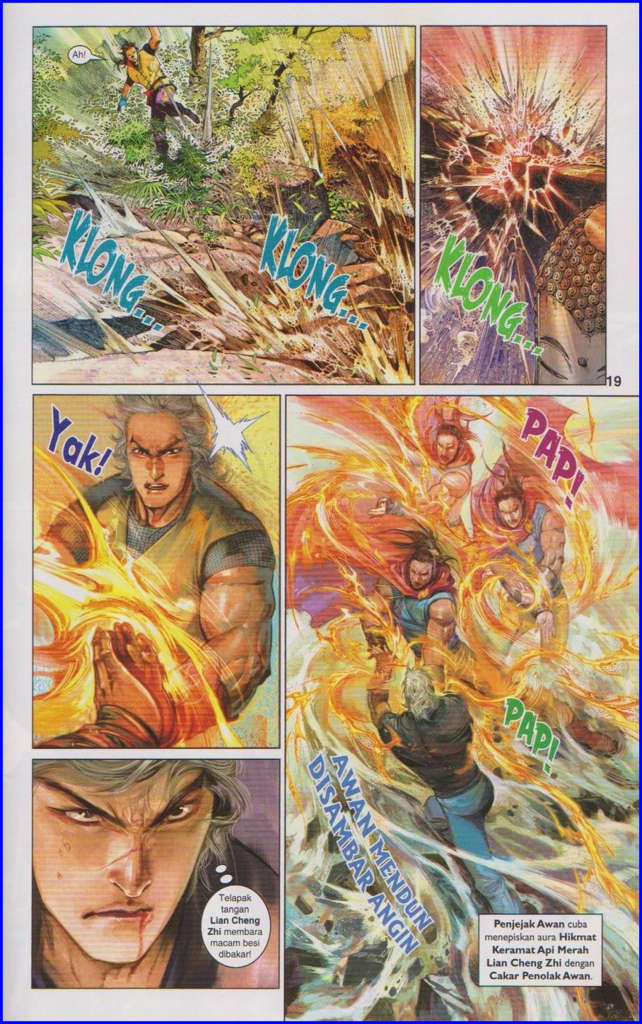 Ah!
KLONG...
KLONG...
KLONG...
19
Yak!
PAP!
PAP!
AWAN MENDUN
DISAMBAR ANGIN
Telapak
tangan
Lian Cheng
Zhi membara
macam besi
dibakar!
Penjejak Awan cuba
menepiskan aura Hikmat
Keramat Api Merah
Lian Cheng Zhi dengan
Cakar Penolak Awan.